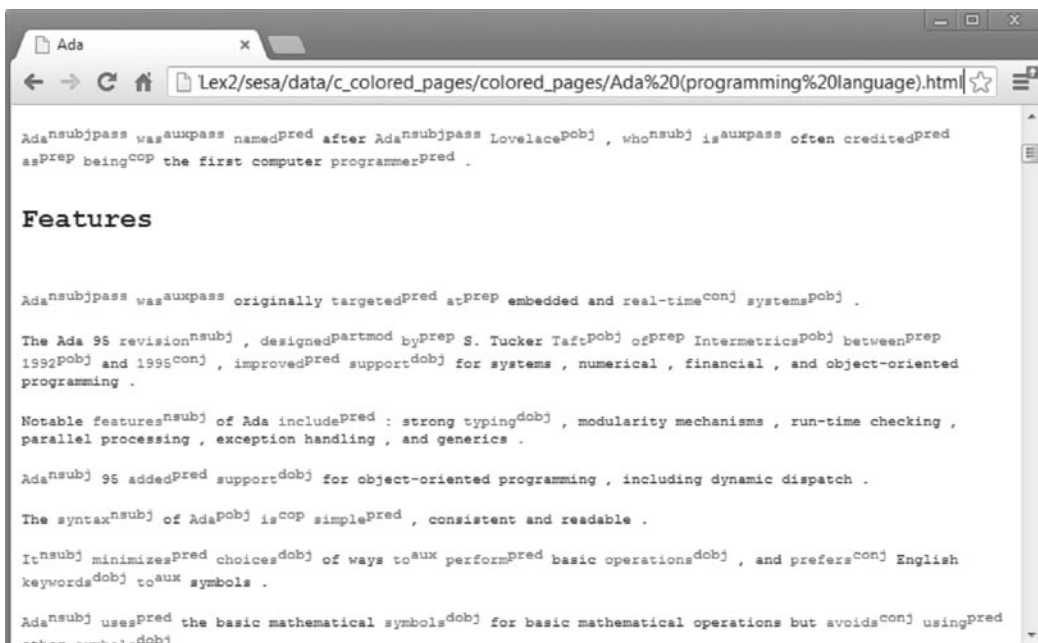 Ada
'Lex2/sesa/data/c_colored_pages/colored_pages/Ada%20(programming%20language).html
Adansubjpass wasauxpass namedpred after Adansubjpass Lovelacepobj , whonsubj isauxpass often creditedpred
asprep beingcop the first computer programmerpred .
Features
Adansubjpass wasauxpass originally targetedpred atprep embedded and real-timeconj systemspobj .
The Ada 95 revisionnsubj , designedpartmod byprep S. Tucker Taftpobj ofprep Intermetricspobj betweenprep
1992pobj and 1995conj , improvedpred supportdobj for systems , numerical , financial , and object-oriented
programming .
Notable featuresnsubj of Ada includepred : strong typingdobj , modularity mechanisms , run-time checking ,
parallel processing , exception handling , and generics .
Adansubj 95 addedpred supportdobj for object-oriented programming , including dynamic dispatch .
The syntaxnsubj of Adapobj iscop simplepred , consistent and readable .
Itnsubj minimizespred choicesdobj of ways toaux performpred basic operationsdobj , and prefersconj English
keywordsdobj toaux symbols .
Adansubj usespred the basic mathematical symbolsdobj for basic mathematical operations but avoidsconj usingpred
other symbolsdobj